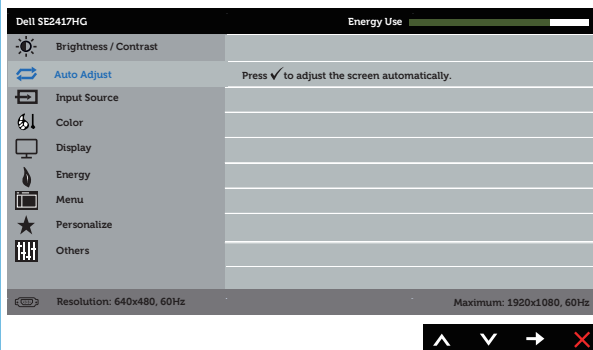 Dell SE2417HG Energy Use
Brightness / Contrast
Auto Adjust Press ✓ to adjust the screen automatically.
Input Source
Color
Display
Energy
Menu
Personalize
Others
Resolution: 640x480, 60Hz Maximum: 1920x1080, 60Hz